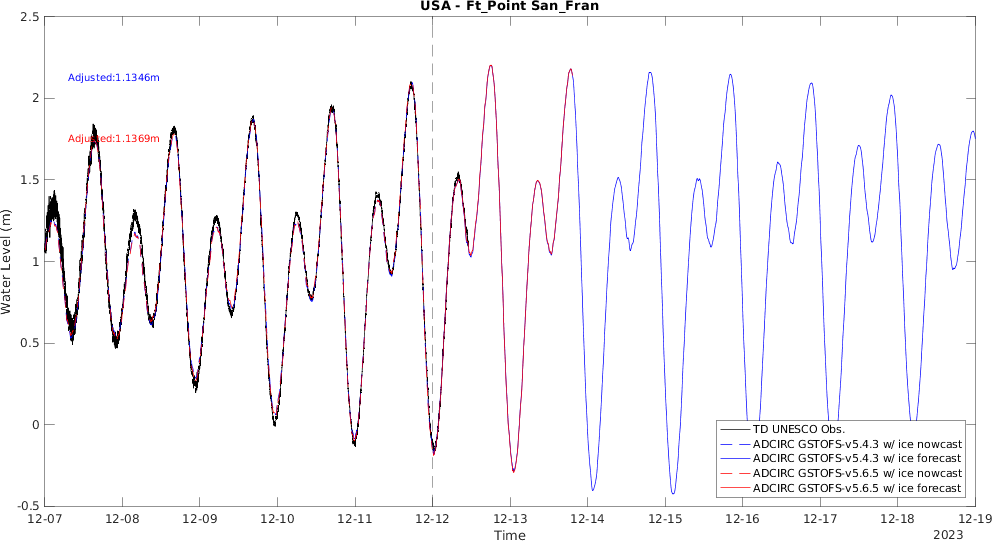 USA - Ft_Point San_Fran
2.5
2
1.5
1
0.5
0
-0.5
Water Level (m)
Adjusted:1.1346m
Adjusted:1.1369m
TD UNESCO Obs.
ADCIRC GSTOFS-v5.4.3 w/ ice nowcast
ADCIRC GSTOFS-v5.4.3 w/ ice forecast
ADCIRC GSTOFS-v5.6.5 w/ ice nowcast
ADCIRC GSTOFS-v5.6.5 w/ ice forecast
12-07 12-08 12-09 12-10 12-11 12-12 12-13 12-14 12-15 12-16 12-17 12-18 12-19
Time
2023